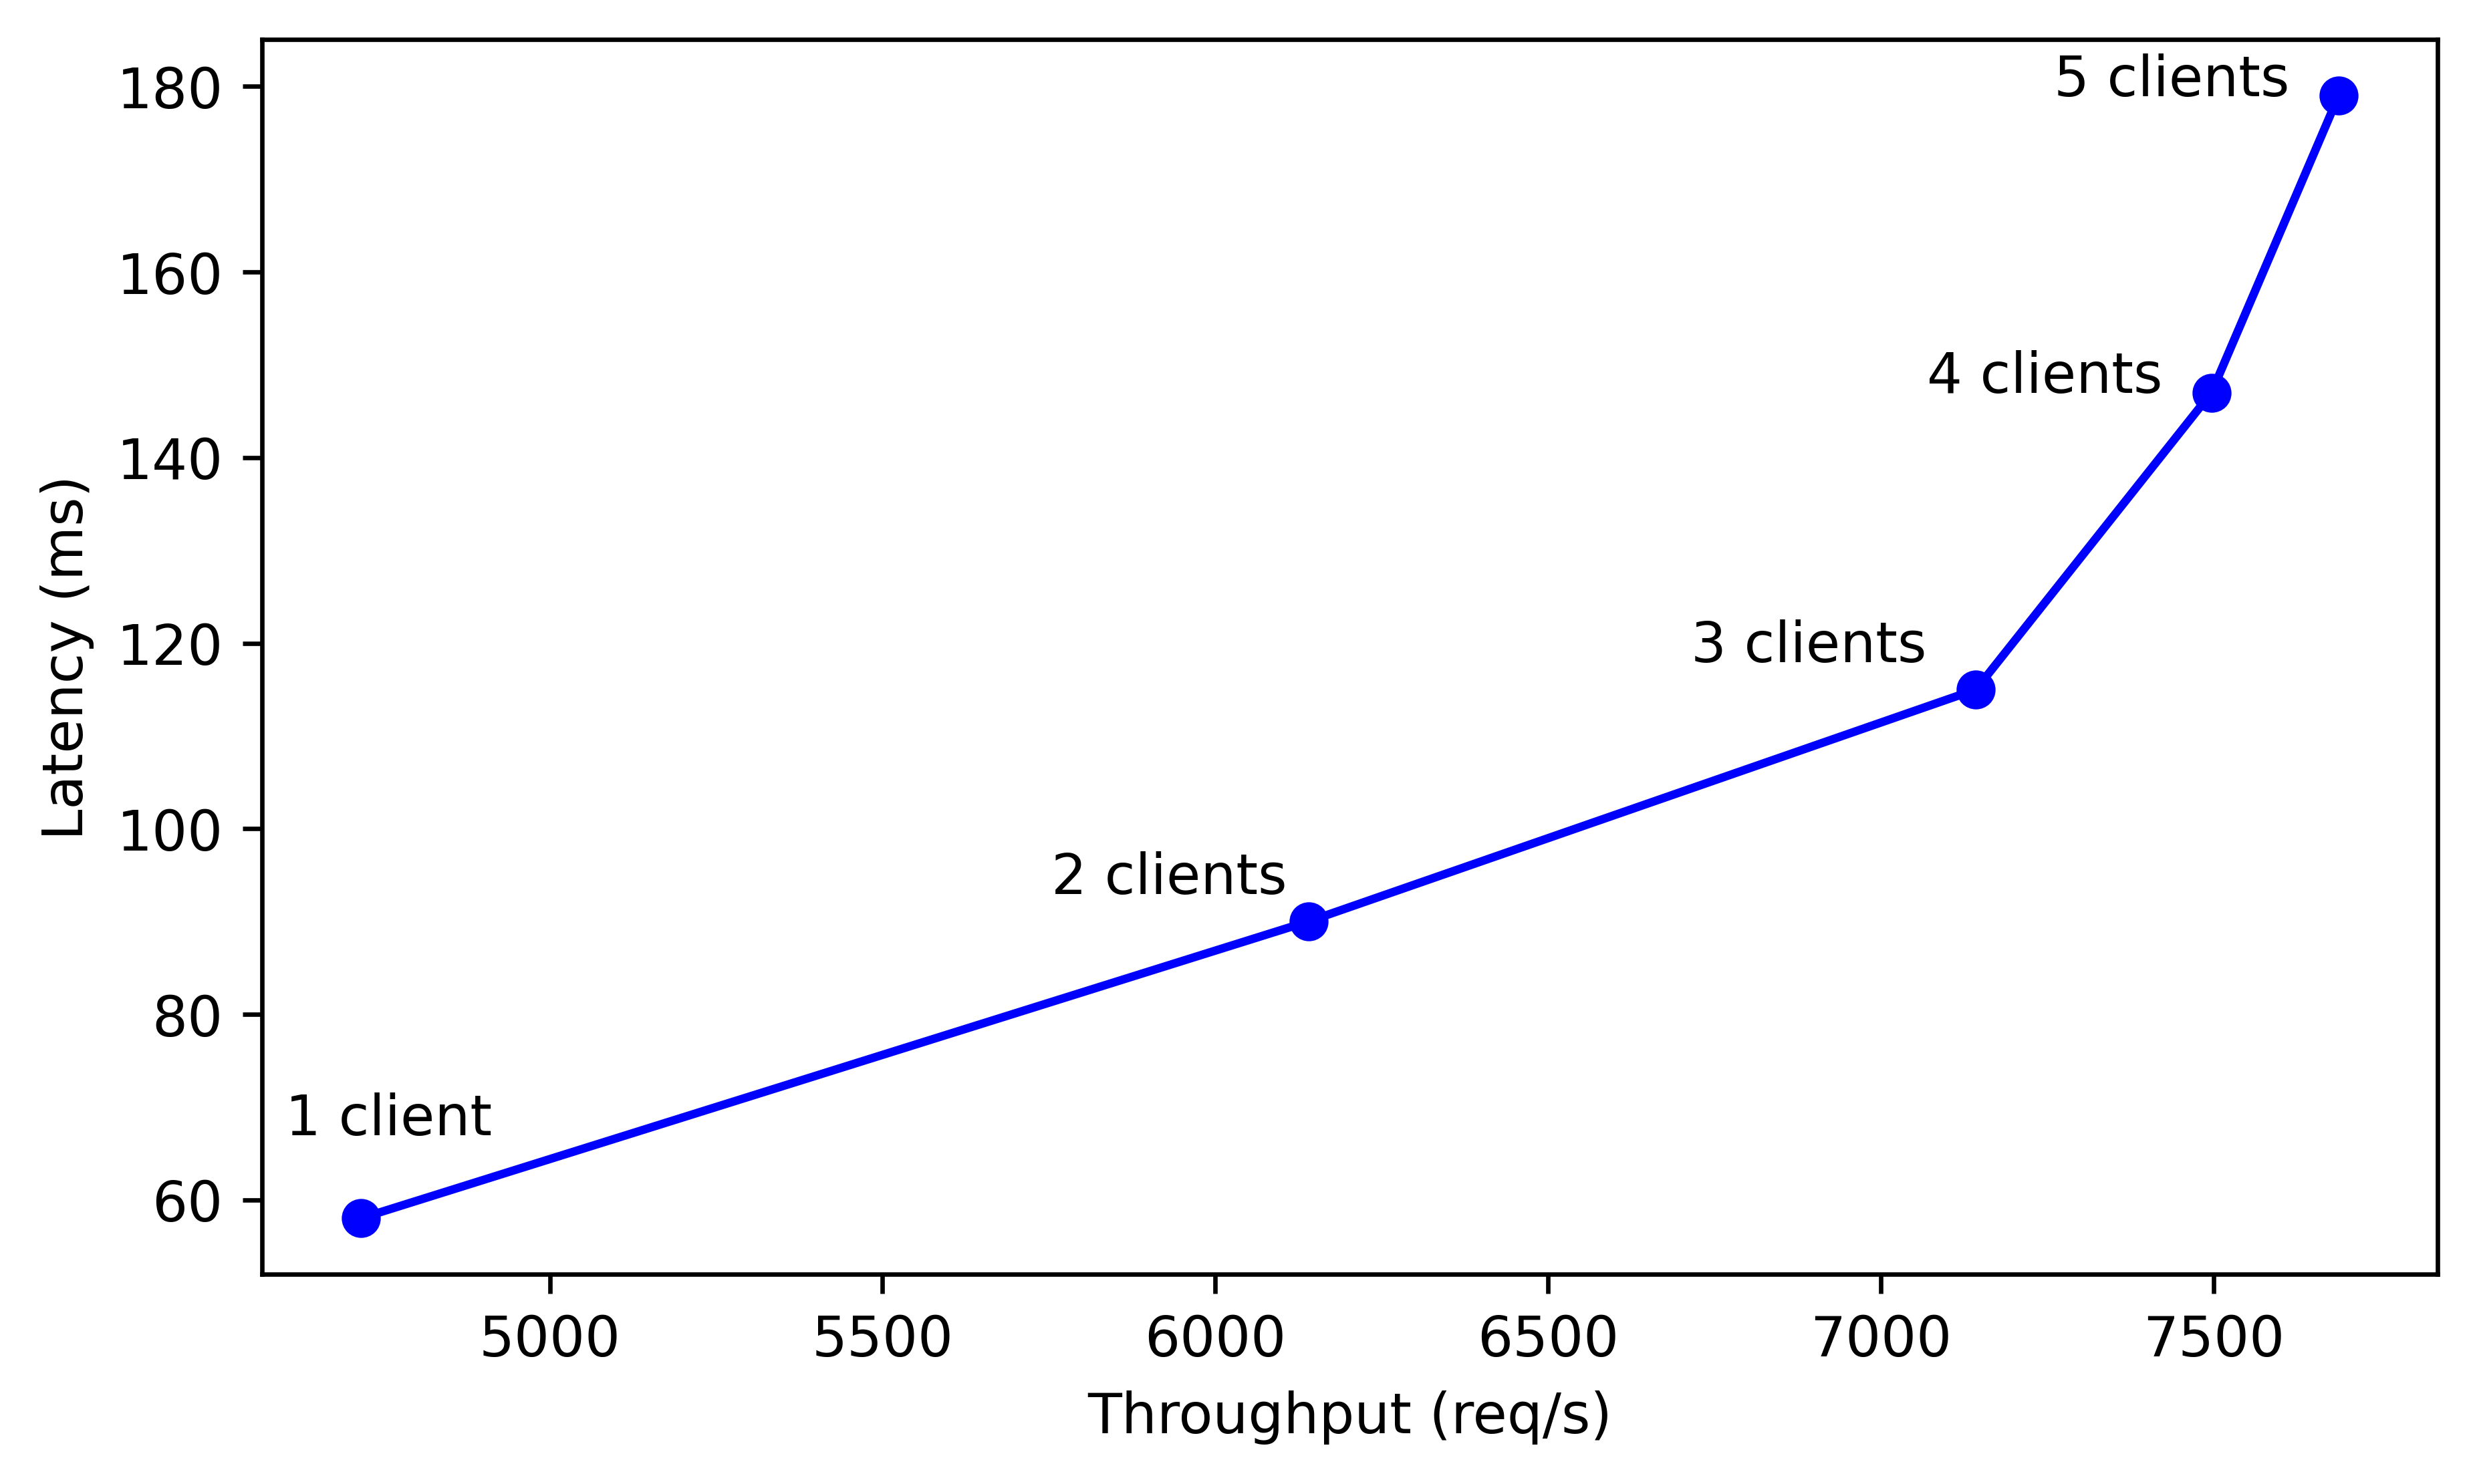 5 clients
180
160
4 clients
140
3 clients
120
2 clients
100
80
1 client
60
Latency (ms)
5000 5500 6000 6500 7000 7500
Throughput (req/s)